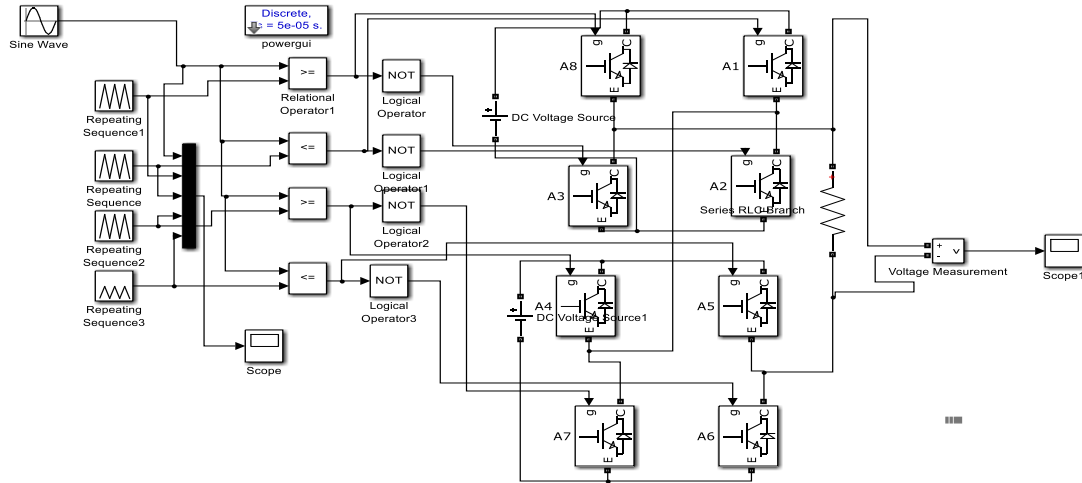 Sine Wave
Discrete,
= 5e-05 s.
powergui
Repeating
Sequence1
Repeating
Sequence
Repeating
Sequence2
Repeating
Sequence3
>=
Relational
Operator1
<=
>=
<=
NOT
Logical
Operator
NOT
Logical
Operator1
NOT
Logical
Operator2
NOT
Logical
Operator3
Scope
DC Voltage Source
DC Voltage Source1
A8
g
C
E
A1
g
C
E
A3
g
C
E
A2
g
C
Series RLC Branch
A4
g
C
E
A5
g
C
E
A7
g
C
E
A6
g
C
E
+
-
v
Voltage Measurement
Scope1